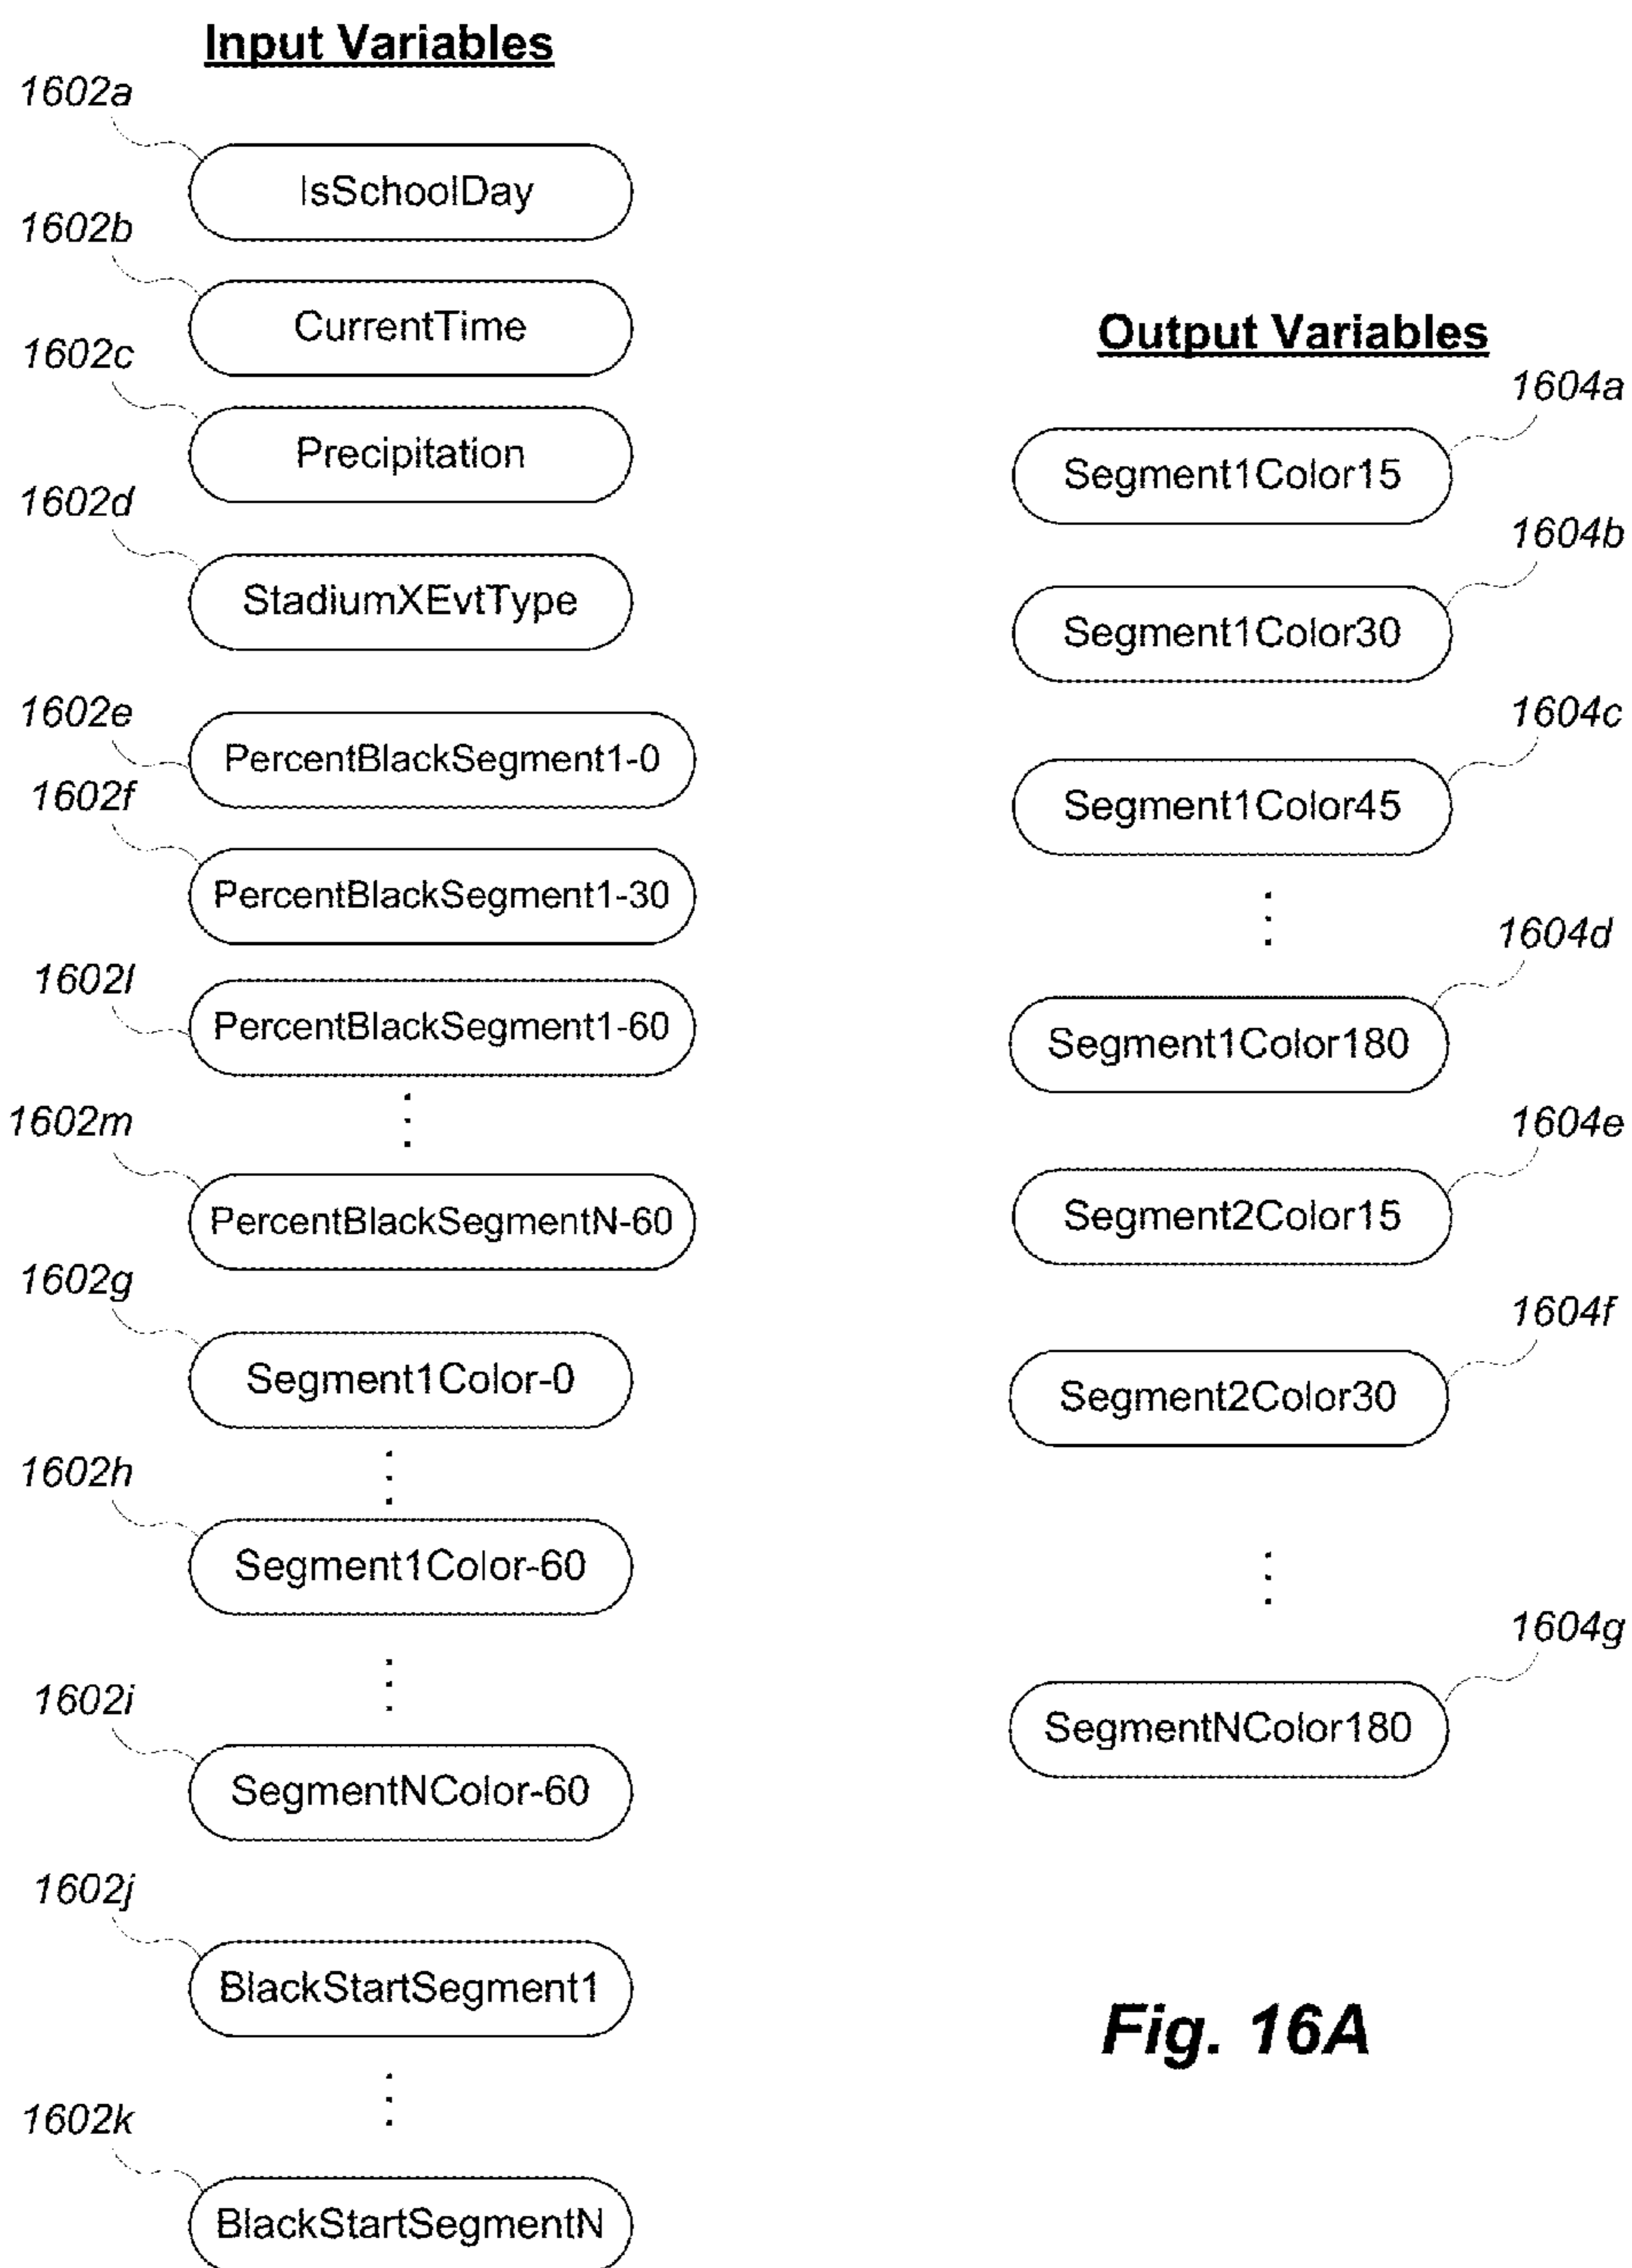 Input Variables
1602a
IsSchoolDay
1602b
CurrentTime
1602c
Precipitation
1602d
StadiumXEvtType
1602e
PercentBlackSegment1-0
1602f
PercentBlackSegment1-30
1602l
PercentBlackSegment1-60
1602m
PercentBlackSegmentN-60
1602g
Segment1Color-0
1602h
Segment1Color-60
1602i
SegmentNColor-60
1602j
BlackStartSegment1
1602k
BlackStartSegmentN
Output Variables
1604a
Segment1Color15
1604b
Segment1Color30
1604c
Segment1Color45
1604d
Segment1Color180
1604e
Segment2Color15
1604f
Segment2Color30
1604g
SegmentNColor180
Fig. 16A